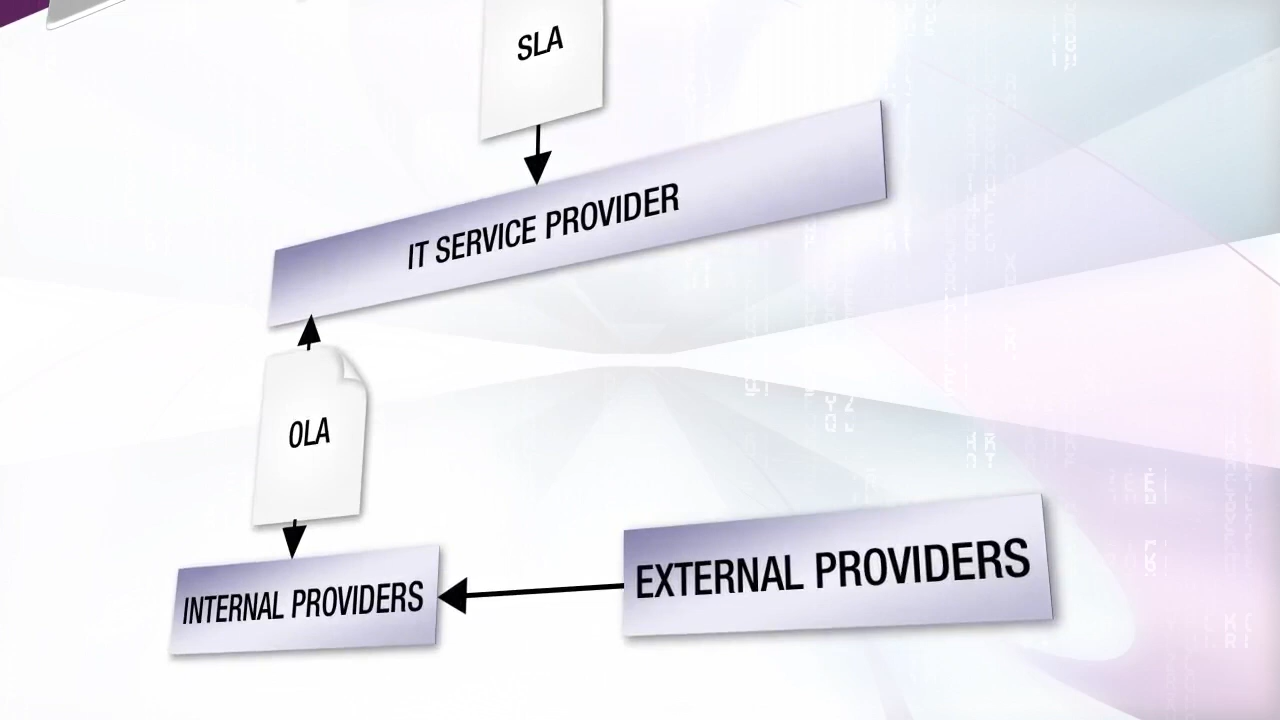 SLA
IT SERVICE PROVIDER
OLA
INTERNAL PROVIDERS
EXTERNAL PROVIDERS